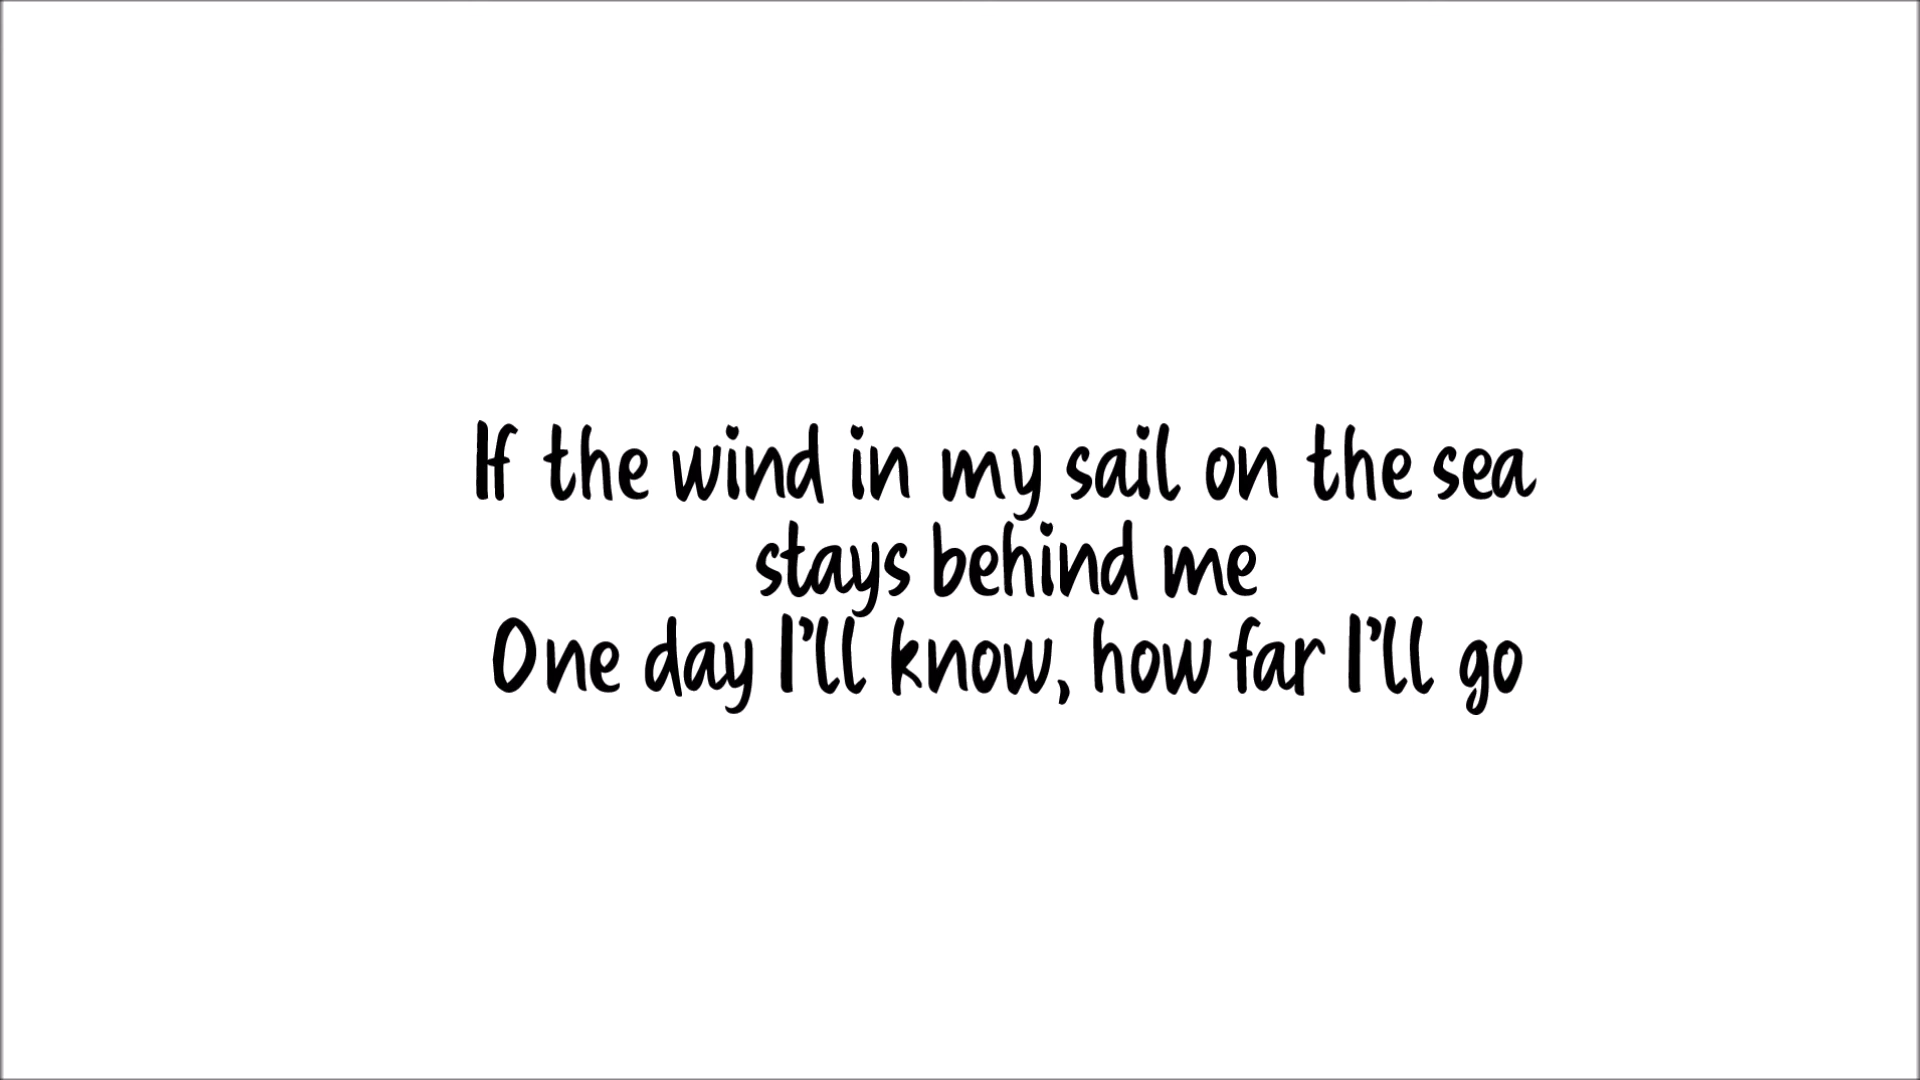 If the wind in my sail on the sea
stays behind me
One day I'll know, how far I'll go